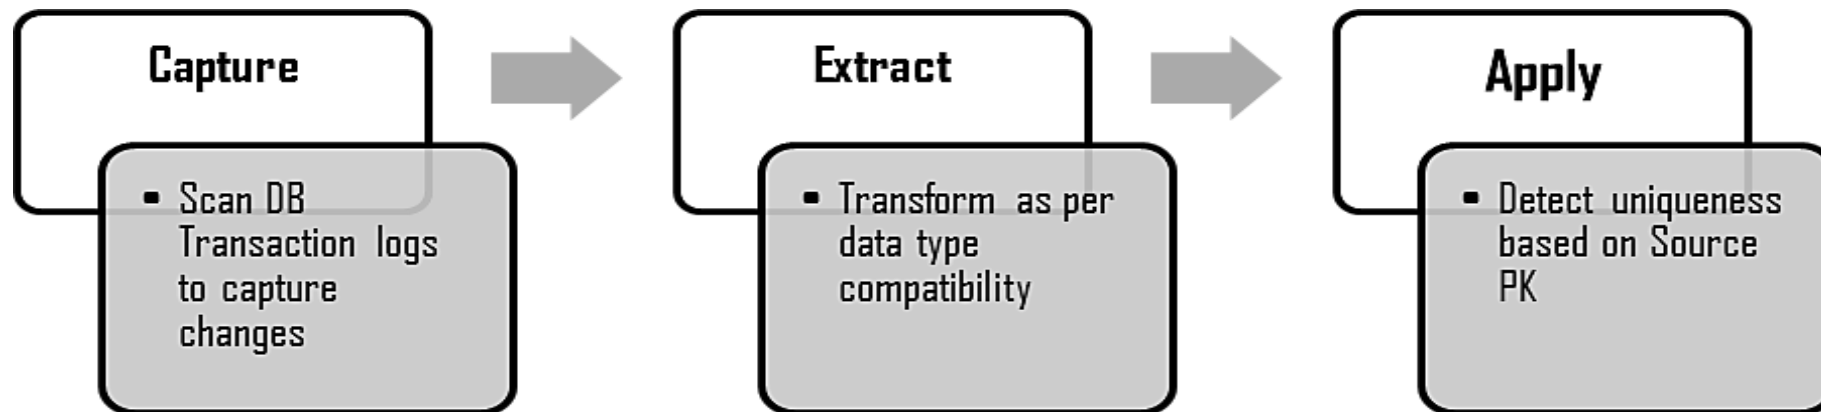 Capture
▪ Scan DB
Transaction logs
to capture
changes
Extract
▪ Transform as per
data type
compatibility
Apply
▪ Detect uniqueness
based on Source
PK